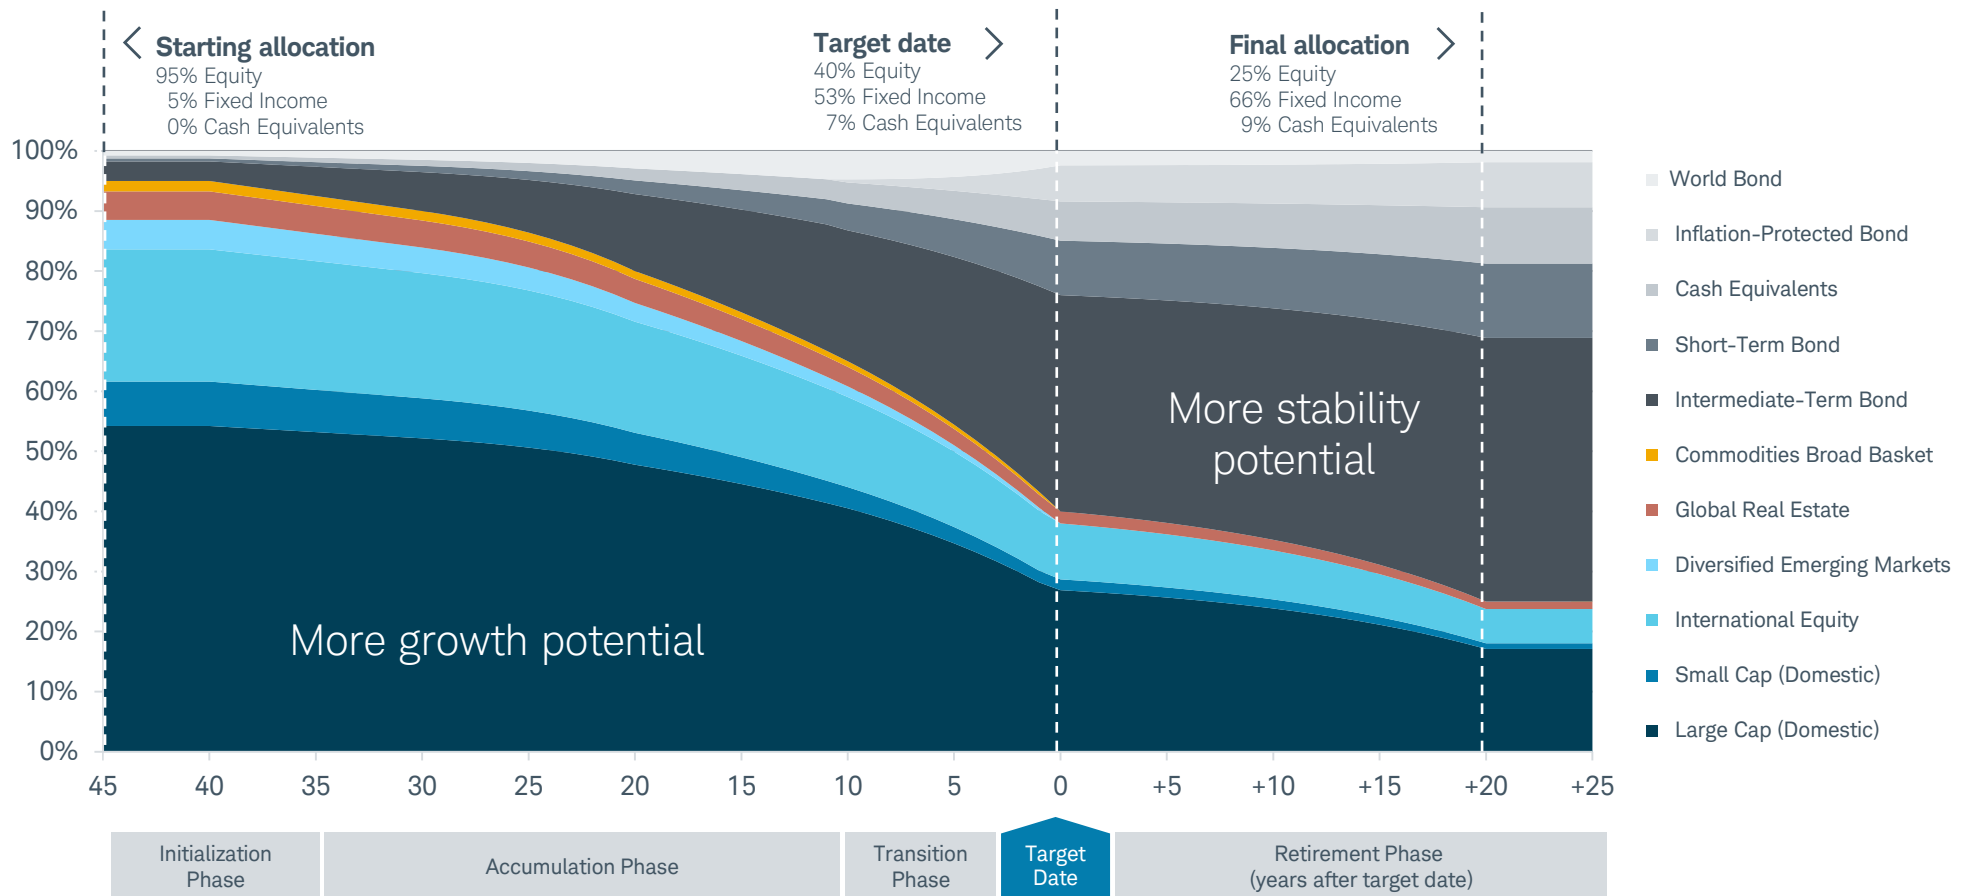 Starting allocation
95% Equity
5% Fixed Income
0% Cash Equivalents
Target date
40% Equity
53% Fixed Income
7% Cash Equivalents
Final allocation
25% Equity
66% Fixed Income
9% Cash Equivalents
100%
90%
80%
70%
60%
50%
40%
30%
20%
10%
0%
More growth potential
More stability
potential
World Bond
Inflation-Protected Bond
Cash Equivalents
Short-Term Bond
Intermediate-Term Bond
Commodities Broad Basket
Global Real Estate
Diversified Emerging Markets
International Equity
Small Cap (Domestic)
Large Cap (Domestic)
45 40 35 30 25 20 15 10 5 0 +5 +10 +15 +20 +25
Initialization
Phase
Accumulation Phase
Transition
Phase
Target
Date
Retirement Phase
(years after target date)